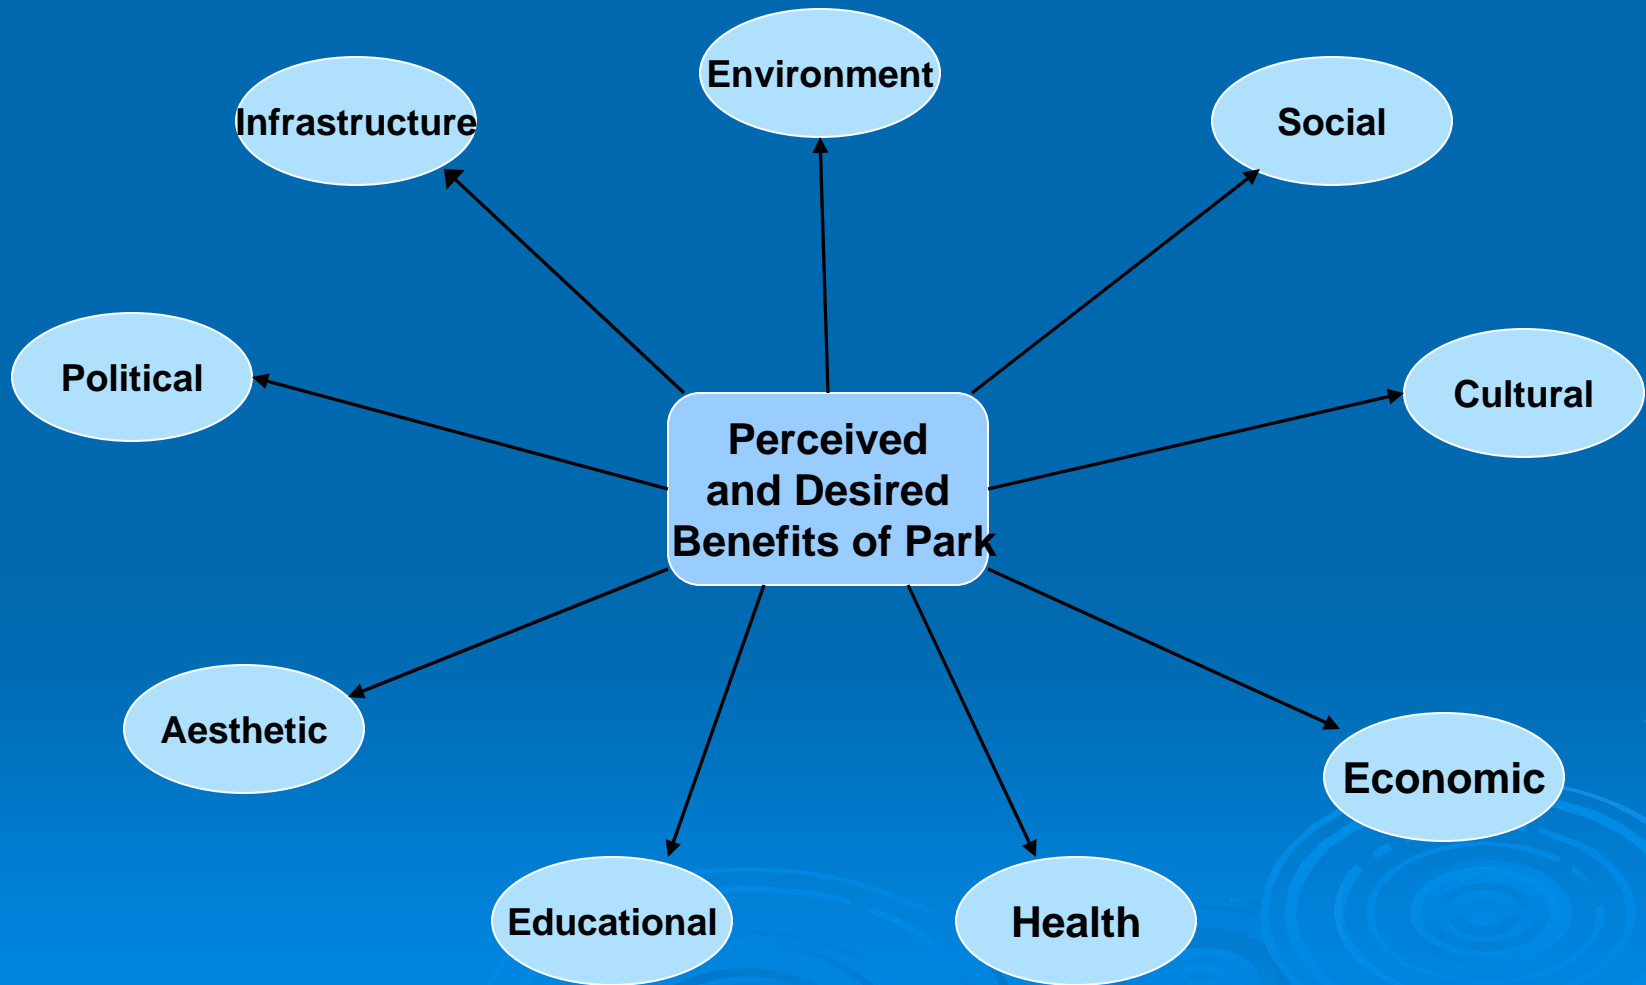 Environment
Infrastructure
Social
Political
Cultural
Perceived
and Desired
Benefits of Park
Aesthetic
Economic
Educational
Health